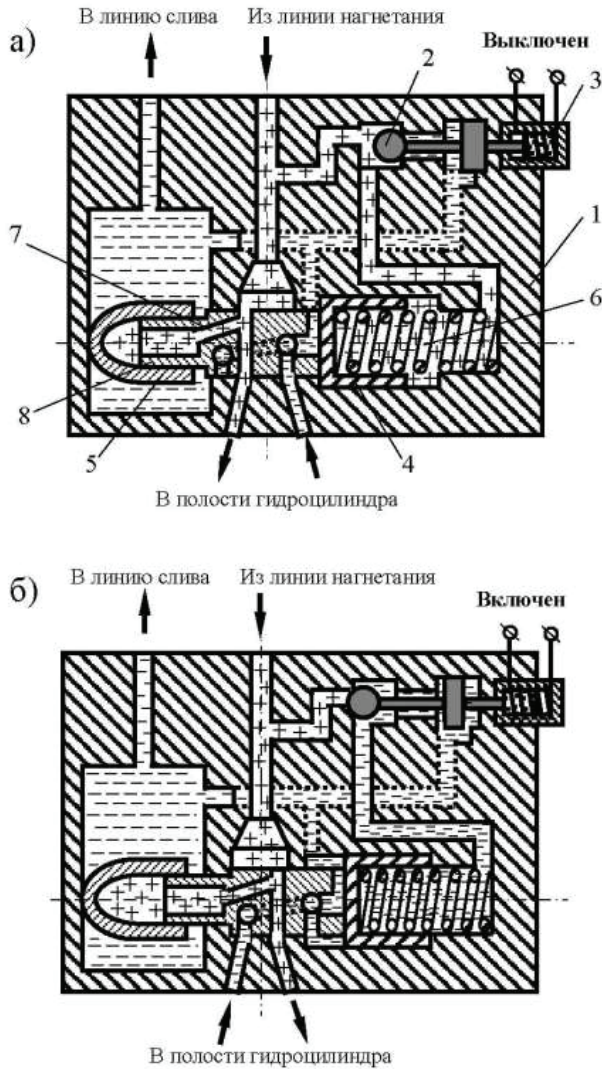 В линию слива
Из линии нагнетания
а)
Выключен
2
3
1
7
6
8
5
4
В полости гидроцилиндра
В линию слива
Из линии нагнетания
б)
Включен
В полости гидроцилиндра